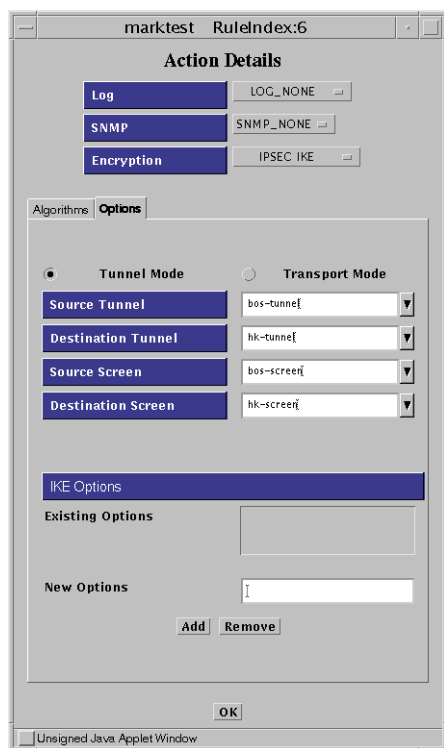 marktest RuleIndex:6
Action Details
Log LOG_NONE
SNMP SNMP_NONE
Encryption IPSEC IKE
Algorithms Options
Tunnel Mode Transport Mode
Source Tunnel bos-tunnel
Destination Tunnel hk-tunnel
Source Screen bos-screen
Destination Screen hk-screen
IKE Options
Existing Options
New Options
Add Remove
OK
Unsigned Java Applet Window